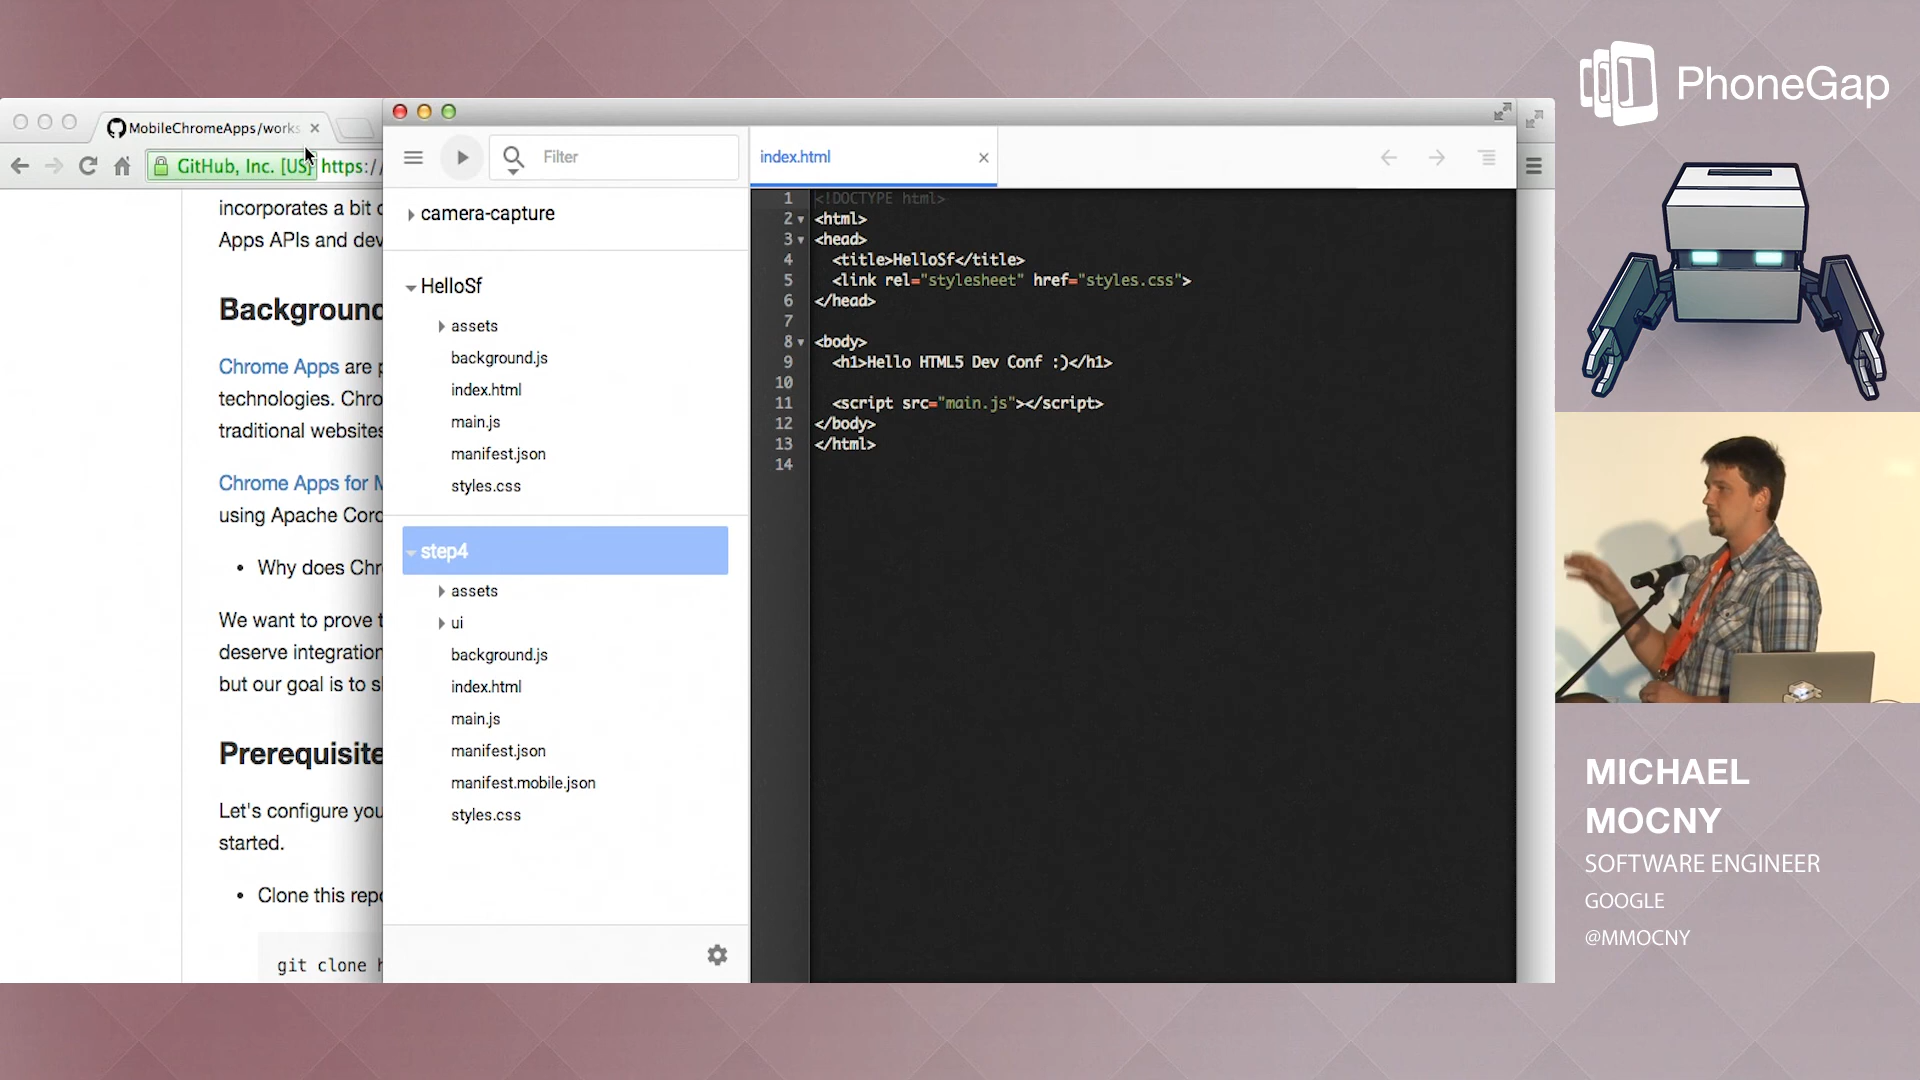 PhoneGap
MobileChromeApps/works
GitHub, Inc. [US] https:/
incorporates a bit
Apps APIs and dev
Background
Chrome Apps are
technologies. Chro
traditional websites
Chrome Apps for
using Apache Cord
• Why does Chr
We want to prove
deserve integration
but our goal is to s
Prerequisite
Let's configure you
started.
• Clone this repo
git clone h
Filter
camera-capture
HelloSf
assets
background.js
index.html
main.js
manifest.json
styles.css
step4
assets
ui
background.js
index.html
main.js
manifest.json
manifest.mobile.json
styles.css
index.html
1 <!DOCTYPE html>
2 <html>
3 <head>
4 <title>HelloSf</title>
5 <link rel="stylesheet" href="styles.css">
6 </head>
7
8 <body>
9 <h1>Hello HTML5 Dev Conf :)</h1>
10
11 <script src="main.js"></script>
12 </body>
13 </html>
14
MICHAEL
MOCNY
SOFTWARE ENGINEER
GOOGLE
@MMOCNY